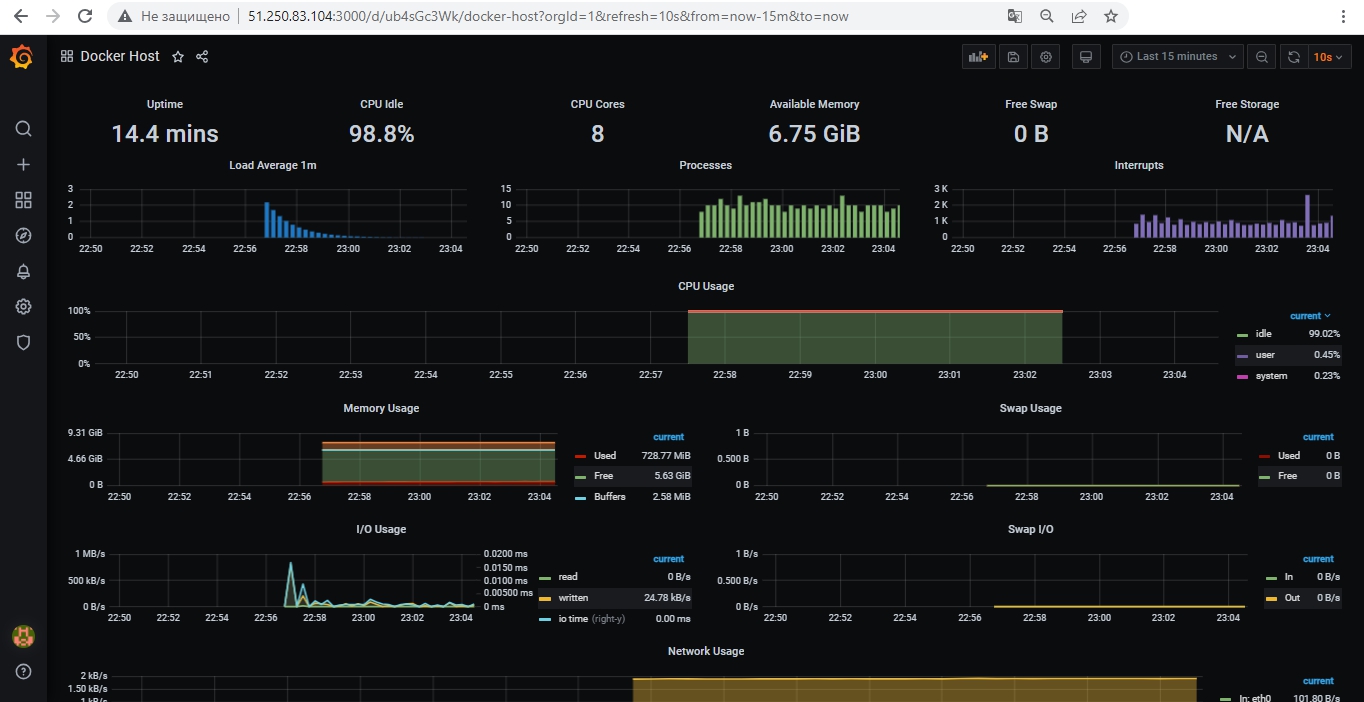 Не защищено 51.250.83.104:3000/d/ub4sGc3Wk/docker-host?orgId=1&refresh=10s&from=now-15m&to=now
Docker Host
Last 15 minutes
10s
Uptime CPU Idle CPU Cores Available Memory Free Swap Free Storage
14.4 mins 98.8% 8 6.75 GiB 0 B N/A
Load Average 1m
3
2
1
0
22:50 22:52 22:54 22:56 22:58 23:00 23:02 23:04
Processes
15
10
5
0
22:50 22:52 22:54 22:56 22:58 23:00 23:02 23:04
Interrupts
3 K
2 K
1 K
0
22:50 22:52 22:54 22:56 22:58 23:00 23:02 23:04
CPU Usage
100%
50%
0%
22:50 22:51 22:52 22:53 22:54 22:55 22:56 22:57 22:58 22:59 23:00 23:01 23:02 23:03 23:04
current
idle 99.02%
user 0.45%
system 0.23%
Memory Usage
9.31 GiB
4.66 GiB
0 B
22:50 22:52 22:54 22:56 22:58 23:00 23:02 23:04
current
Used 728.77 MiB
Free 5.63 GiB
Buffers 2.58 MiB
Swap Usage
1 B
0.500 B
0 B
22:50 22:52 22:54 22:56 22:58 23:00 23:02 23:04
current
Used 0 B
Free 0 B
I/O Usage
1 MB/s
500 kB/s
0 B/s
0.0200 ms
0.0150 ms
0.0100 ms
0.00500 ms
0 ms
22:50 22:52 22:54 22:56 22:58 23:00 23:02 23:04
current
read 0 B/s
written 24.78 kB/s
io time (right-y) 0.00 ms
Swap I/O
1 B/s
0.500 B/s
0 B/s
22:50 22:52 22:54 22:56 22:58 23:00 23:02 23:04
current
In 0 B/s
Out 0 B/s
Network Usage
2 kB/s
1.50 kB/s
1 kB/s
current
In: eth0 101.80 B/s